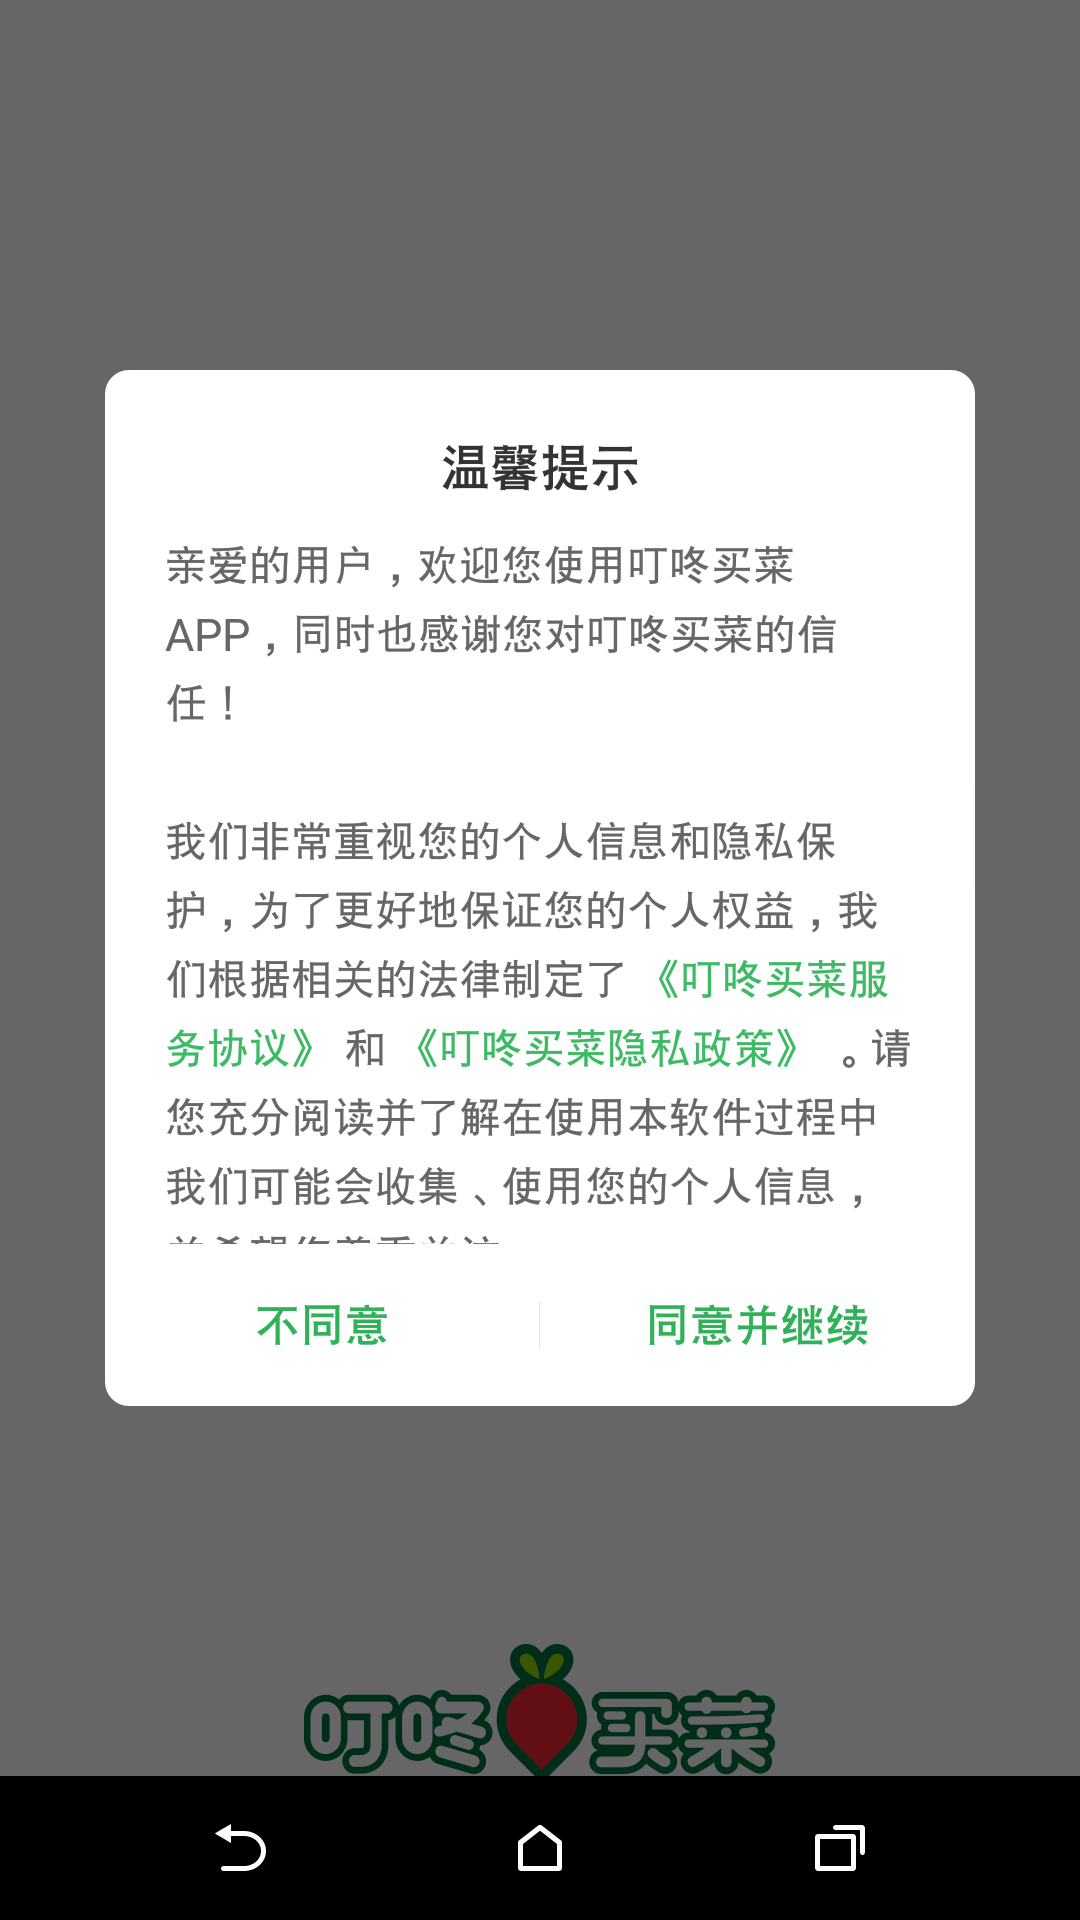 温馨提示
亲爱的用户，欢迎您使用叮咚买菜
APP，同时也感谢您对叮咚买菜的信
任！
我们非常重视您的个人信息和隐私保
护，为了更好地保证您的个人权益，我
们根据相关的法律制定了《叮咚买菜服
务协议》 和 《叮咚买菜隐私政策》 。请
您充分阅读并了解在使用本软件过程中
我们可能会收集、使用您的个人信息，
不同意
同意并继续
叮咚买菜